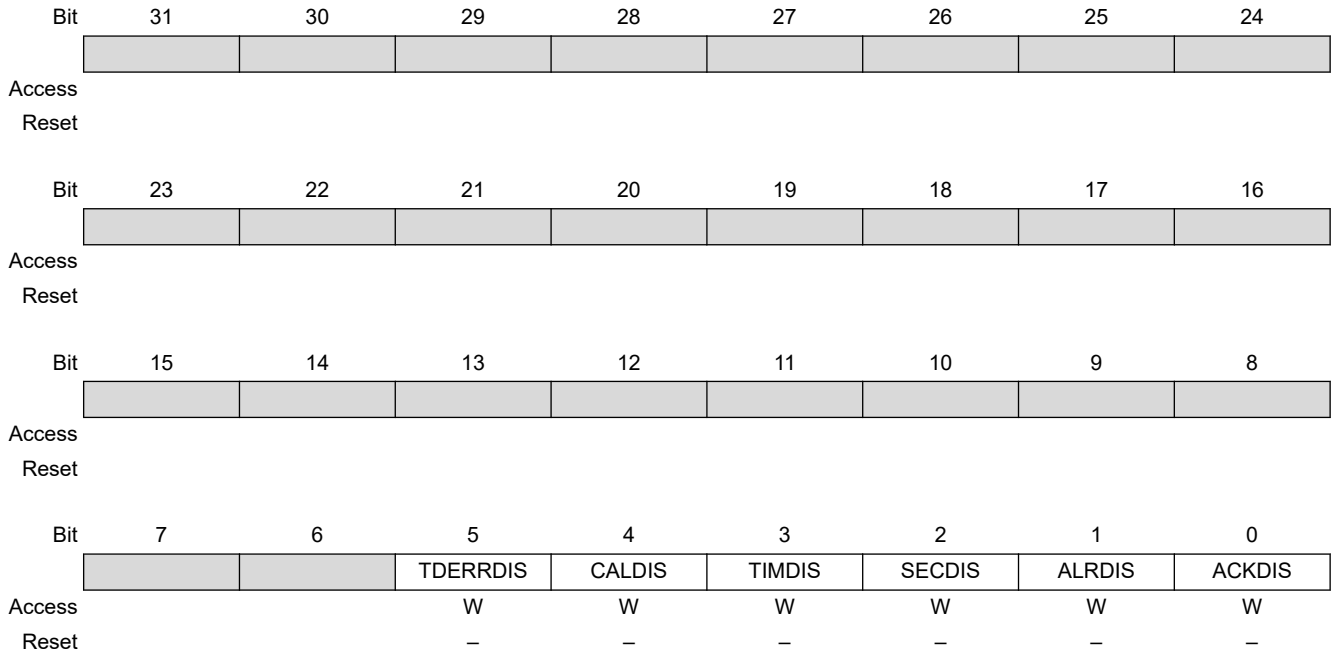 Bit 31 30 29 28 27 26 25 24
Access
Reset
Bit 23 22 21 20 19 18 17 16
Access
Reset
Bit 15 14 13 12 11 10 9 8
Access
Reset
Bit 7 6 5 4 3 2 1 0
TDERRDIS CALDIS TIMDIS SECDIS ALRDIS ACKDIS
Access W W W W W W
Reset – – – – – –